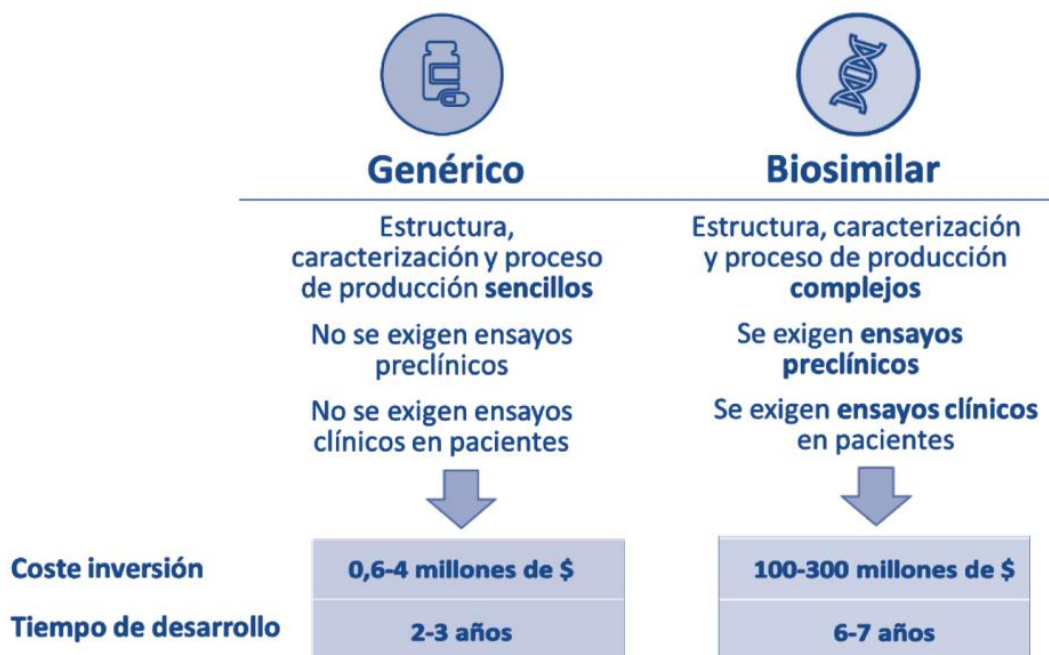 Genérico
Estructura,
caracterización y proceso
de producción sencillos
No se exigen ensayos
preclínicos
No se exigen ensayos
clínicos en pacientes
Biosimilar
Estructura, caracterización
y proceso de producción
complejos
Se exigen ensayos
preclínicos
Se exigen ensayos clínicos
en pacientes
Coste inversión
0,6-4 millones de $
100-300 millones de $
Tiempo de desarrollo
2-3 años
6-7 años